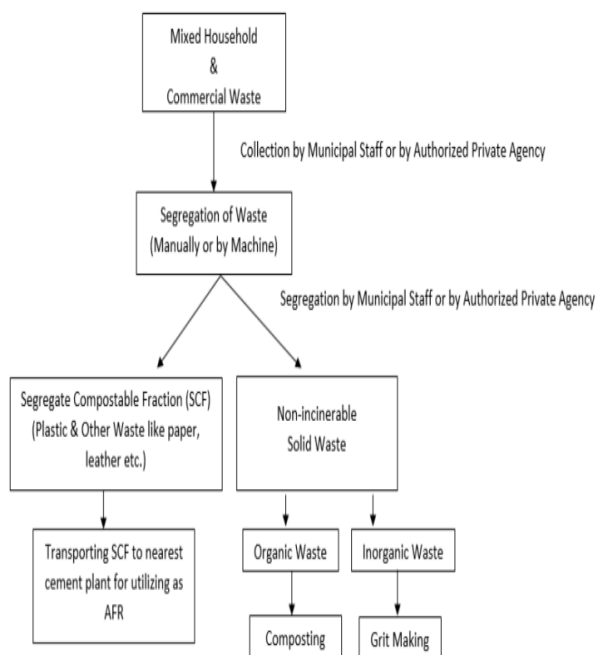 Mixed Household
&
Commercial Waste
Collection by Municipal Staff or by Authorized Private Agency
Segregation of Waste
(Manually or by Machine)
Segregation by Municipal Staff or by Authorized Private Agency
Segregate Compostable Fraction (SCF)
(Plastic & Other Waste like paper,
leather etc.)
Non-incinerable
Solid Waste
Transporting SCF to nearest
cement plant for utilizing as
AFR
Organic Waste
Inorganic Waste
Composting
Grit Making